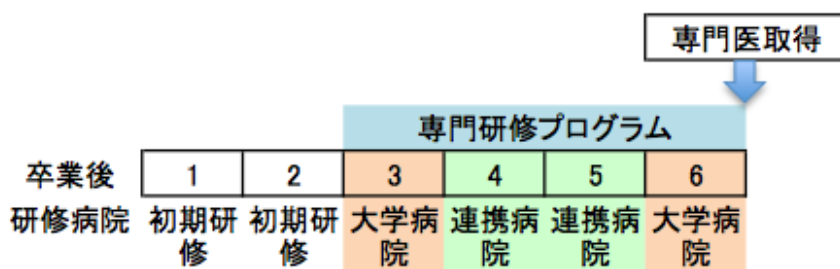 専門医取得
専門研修プログラム
卒業後 1 2 3 4 5 6
研修病院 初期研 初期研 大学病 連携病 連携病 大学病
修 修 院 院 院 院